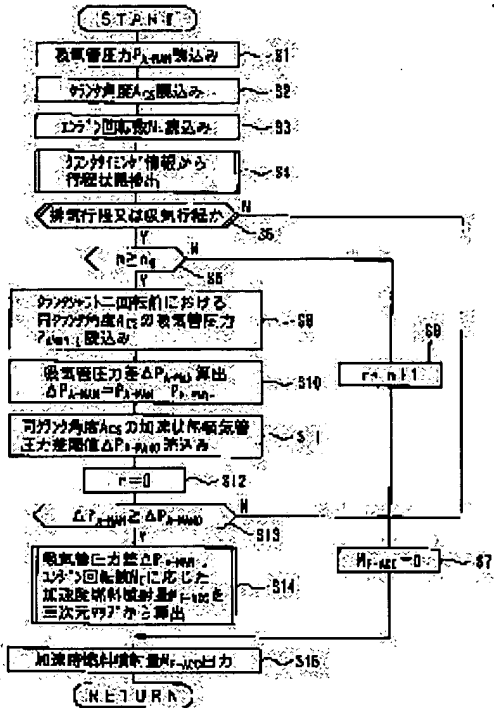 START
吸気管圧力PA-MAN読込み
S1
クランク角度ACS読込み
S2
エンジン回転数NE読込み
S3
クランクタイミング情報から
行程状態検出
S4
排気行程又は吸気行程か
N
S5
Y
n≧n0
N
S6
Y
クランクシャフト二回転前における
同クランク角度ACSの吸気管圧力
読込み
S8
S9
n=n+1
吸気管圧力差ΔPA-MAN算出
ΔPA-MAN=PA-MAN-
S10
同クランク角度ACSの加速状態吸気管
圧力差閾値ΔPA-MAN0読込み
S11
n=0
S12
ΔPA-MAN≧ΔPA-MAN0
N
S13
Y
吸気管圧力差ΔPA-MAN,
エンジン回転数NEに応じた
加速時燃料噴射量MF-ACCを
三次元マップから算出
S14
MF-ACC=0
S7
加速時燃料噴射量MF-ACC出力
S15
RETURN